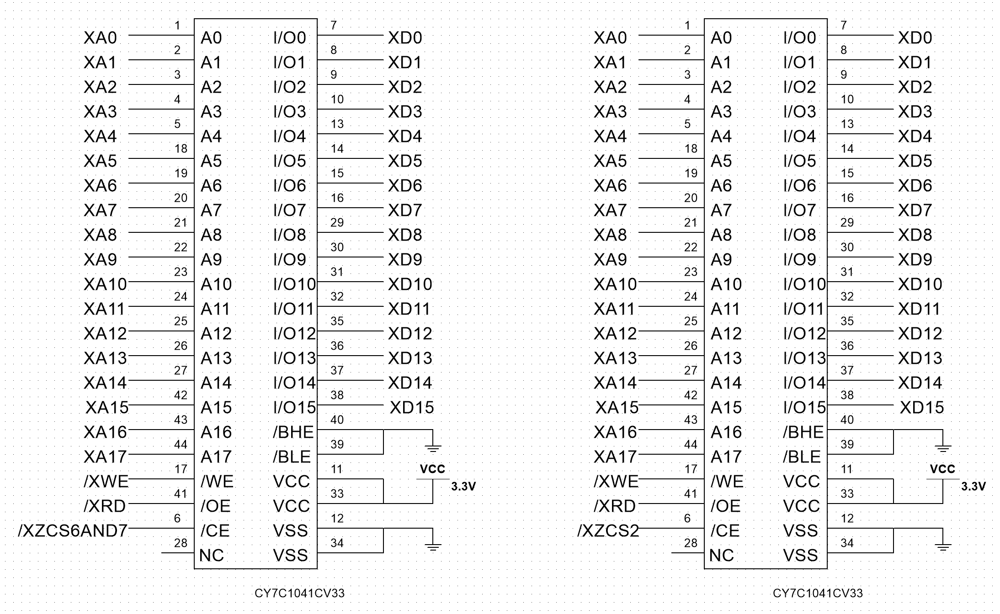 1 7 1 7
XA0 A0 I/O0 XD0 XA0 A0 I/O0 XD0
2 8 2 8
XA1 A1 I/O1 XD1 XA1 A1 I/O1 XD1
3 9 3 9
XA2 A2 I/O2 XD2 XA2 A2 I/O2 XD2
4 10 4 10
XA3 A3 I/O3 XD3 XA3 A3 I/O3 XD3
5 13 5 13
XA4 A4 I/O4 XD4 XA4 A4 I/O4 XD4
18 14 18 14
XA5 A5 I/O5 XD5 XA5 A5 I/O5 XD5
19 15 19 15
XA6 A6 I/O6 XD6 XA6 A6 I/O6 XD6
20 16 20 16
XA7 A7 I/O7 XD7 XA7 A7 I/O7 XD7
21 29 21 29
XA8 A8 I/O8 XD8 XA8 A8 I/O8 XD8
22 30 22 30
XA9 A9 I/O9 XD9 XA9 A9 I/O9 XD9
23 31 23 31
XA10 A10 I/O10 XD10 XA10 A10 I/O10 XD10
24 32 24 32
XA11 A11 I/O11 XD11 XA11 A11 I/O11 XD11
25 35 25 35
XA12 A12 I/O12 XD12 XA12 A12 I/O12 XD12
26 36 26 36
XA13 A13 I/O13 XD13 XA13 A13 I/O13 XD13
27 37 27 37
XA14 A14 I/O14 XD14 XA14 A14 I/O14 XD14
42 38 42 38
XA15 A15 I/O15 XD15 XA15 A15 I/O15 XD15
43 40 43 40
XA16 A16 /BHE XA16 A16 /BHE
44 39 44 39
XA17 A17 /BLE XA17 A17 /BLE
17 11 VCC 17 11 VCC
/XWE /WE VCC 3.3V /XWE /WE VCC 3.3V
41 33 41 33
/XRD /OE VCC /XRD /OE VCC
6 12 6 12
/XZCS6AND7 /CE VSS /XZCS2 /CE VSS
28 34 28 34
NC VSS NC VSS
CY7C1041CV33 CY7C1041CV33